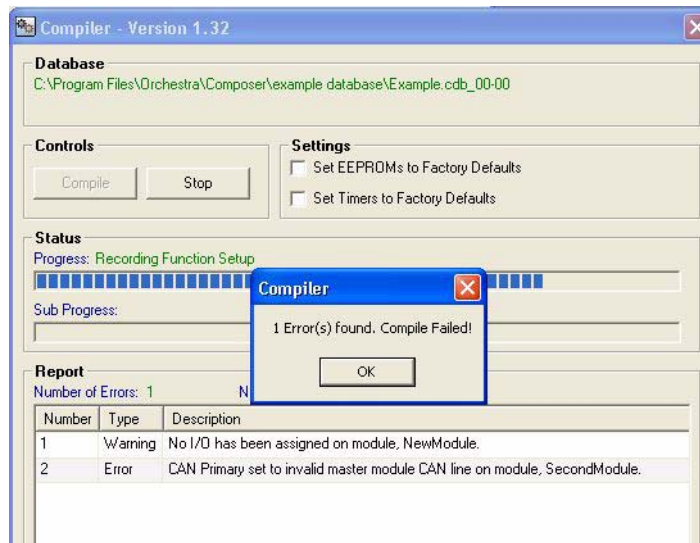 Compiler - Version 1.32
Database
C:\Program Files\Orchestra\Composer\example database\Example.cdb_00-00
Controls
Compile
Stop
Settings
Set EEPROMs to Factory Defaults
Set Timers to Factory Defaults
Status
Progress: Recording Function Setup
Sub Progress:
Compiler
1 Error(s) found. Compile Failed!
OK
Report
Number of Errors: 1 N
Number Type Description
1 Warning No I/O has been assigned on module, NewModule.
2 Error CAN Primary set to invalid master module CAN line on module, SecondModule.